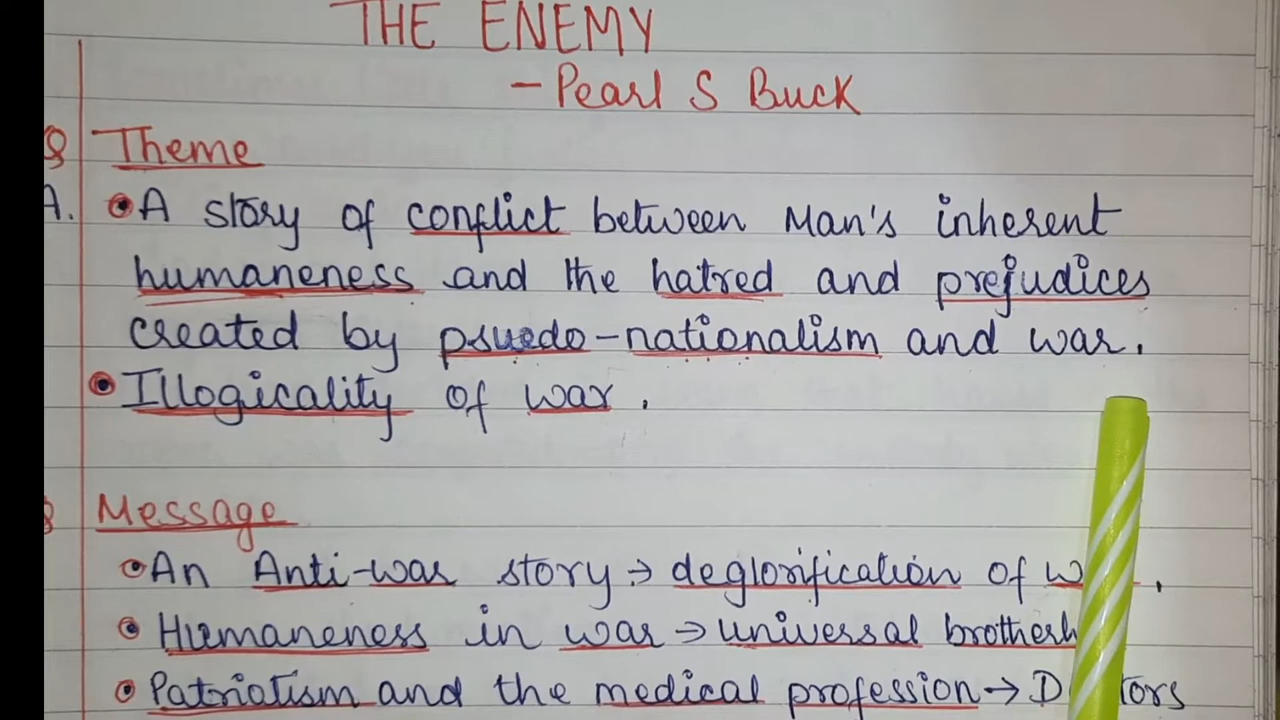 THE ENEMY
- Pearl S Buck
Q Theme
A. • A story of conflict between Man's inherent
humaneness and the hatred and prejudices
created by psuedo-nationalism and war.
• Illogicality of war.
Message
• An Anti-war story → deglorification of
• Humaneness in war → universal
• Patriotism and the medical profession →